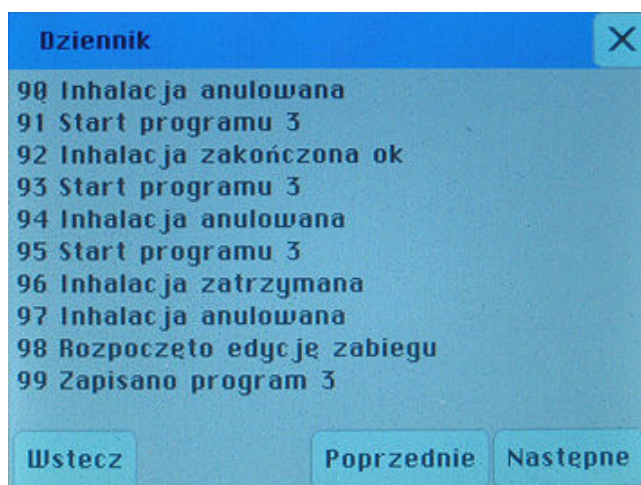 Dziennik
90 Inhalacja anulowana
91 Start programu 3
92 Inhalacja zakończona ok
93 Start programu 3
94 Inhalacja anulowana
95 Start programu 3
96 Inhalacja zatrzymana
97 Inhalacja anulowana
98 Rozpoczęto edycję zabiegu
99 Zapisano program 3
Wstecz Poprzednie Następne